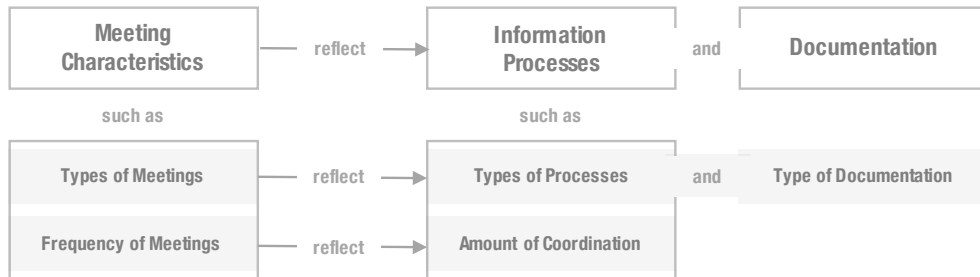 Meeting
Characteristics
reflect
Information
Processes
and
Documentation
such as
such as
Types of Meetings
reflect
Types of Processes
and
Type of Documentation
Frequency of Meetings
reflect
Amount of Coordination